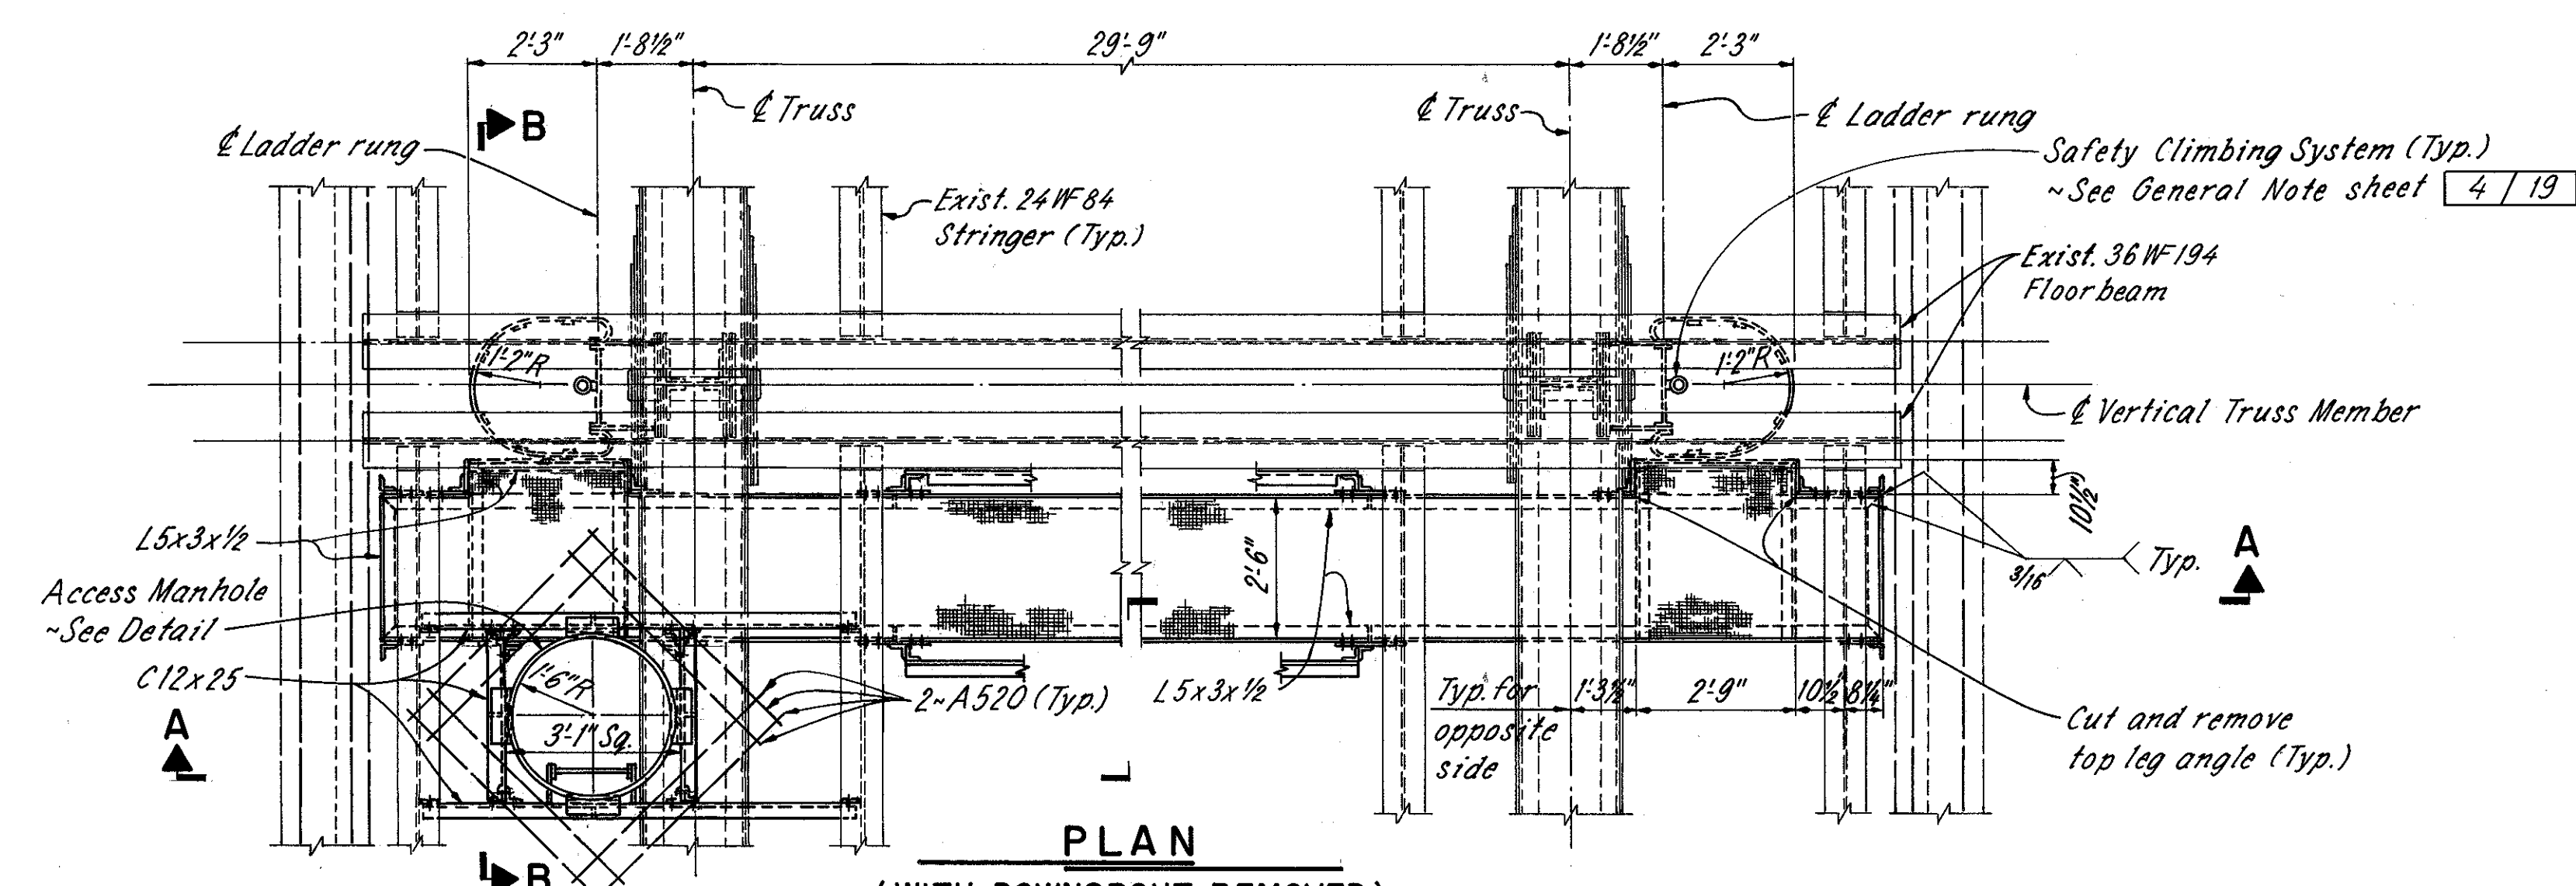 2'-3" 1'-8½" 29'-9" 1'-8½" 2'-3"
B
℄ Truss
℄ Truss
℄ Ladder rung
℄ Ladder rung
Safety Climbing System (Typ.)
~See General Note sheet 4 / 19
Exist. 24WF84
Stringer (Typ.)
Exist. 36WF194
Floorbeam
1'-2"R
1'-2"R
℄ Vertical Truss Member
L5x3x½
10½"
2'-6"
3/16
Typ.
A
Access Manhole
~See Detail
C12x25
1'-6"R
3'-1" Sq.
2~A520 (Typ.)
L5x3x½
Typ. for
opposite
side
1'-3½" 2'-9" 10½" 8¼"
Cut and remove
top leg angle (Typ.)
A
PLAN
B
(WITH DOWNSPOUT REMOVED)